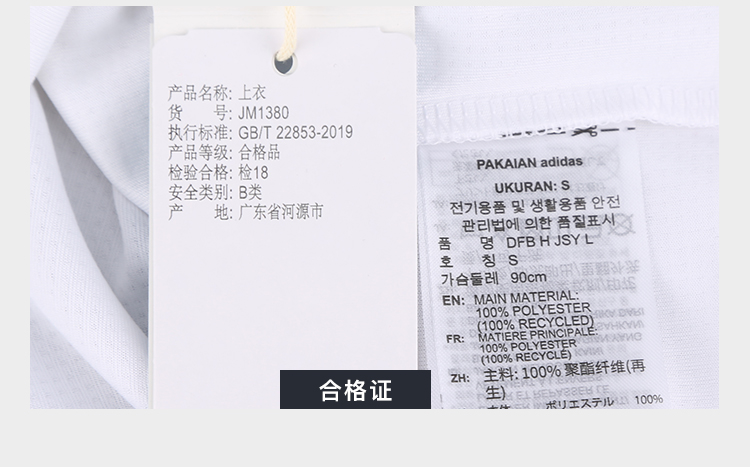 产品名称: 上衣
货 号: JM1380
执行标准: GB/T 22853-2019
产品等级: 合格品
检验合格: 检18
安全类别: B类
产 地: 广东省河源市
PAKAIAN adidas
UKURAN: S
전기용품 및 생활용품 안전
관리법에 의한 품질표시
품 명 DFB H JSY L
호 칭 S
가슴둘레 90cm
EN: MAIN MATERIAL:
100% POLYESTER
(100% RECYCLED)
FR: MATIERE PRINCIPALE:
100% POLYESTER
(100% RECYCLÉ)
ZH: 主料: 100% 聚酯纤维(再
生)
ポリエステル 100%
合格证